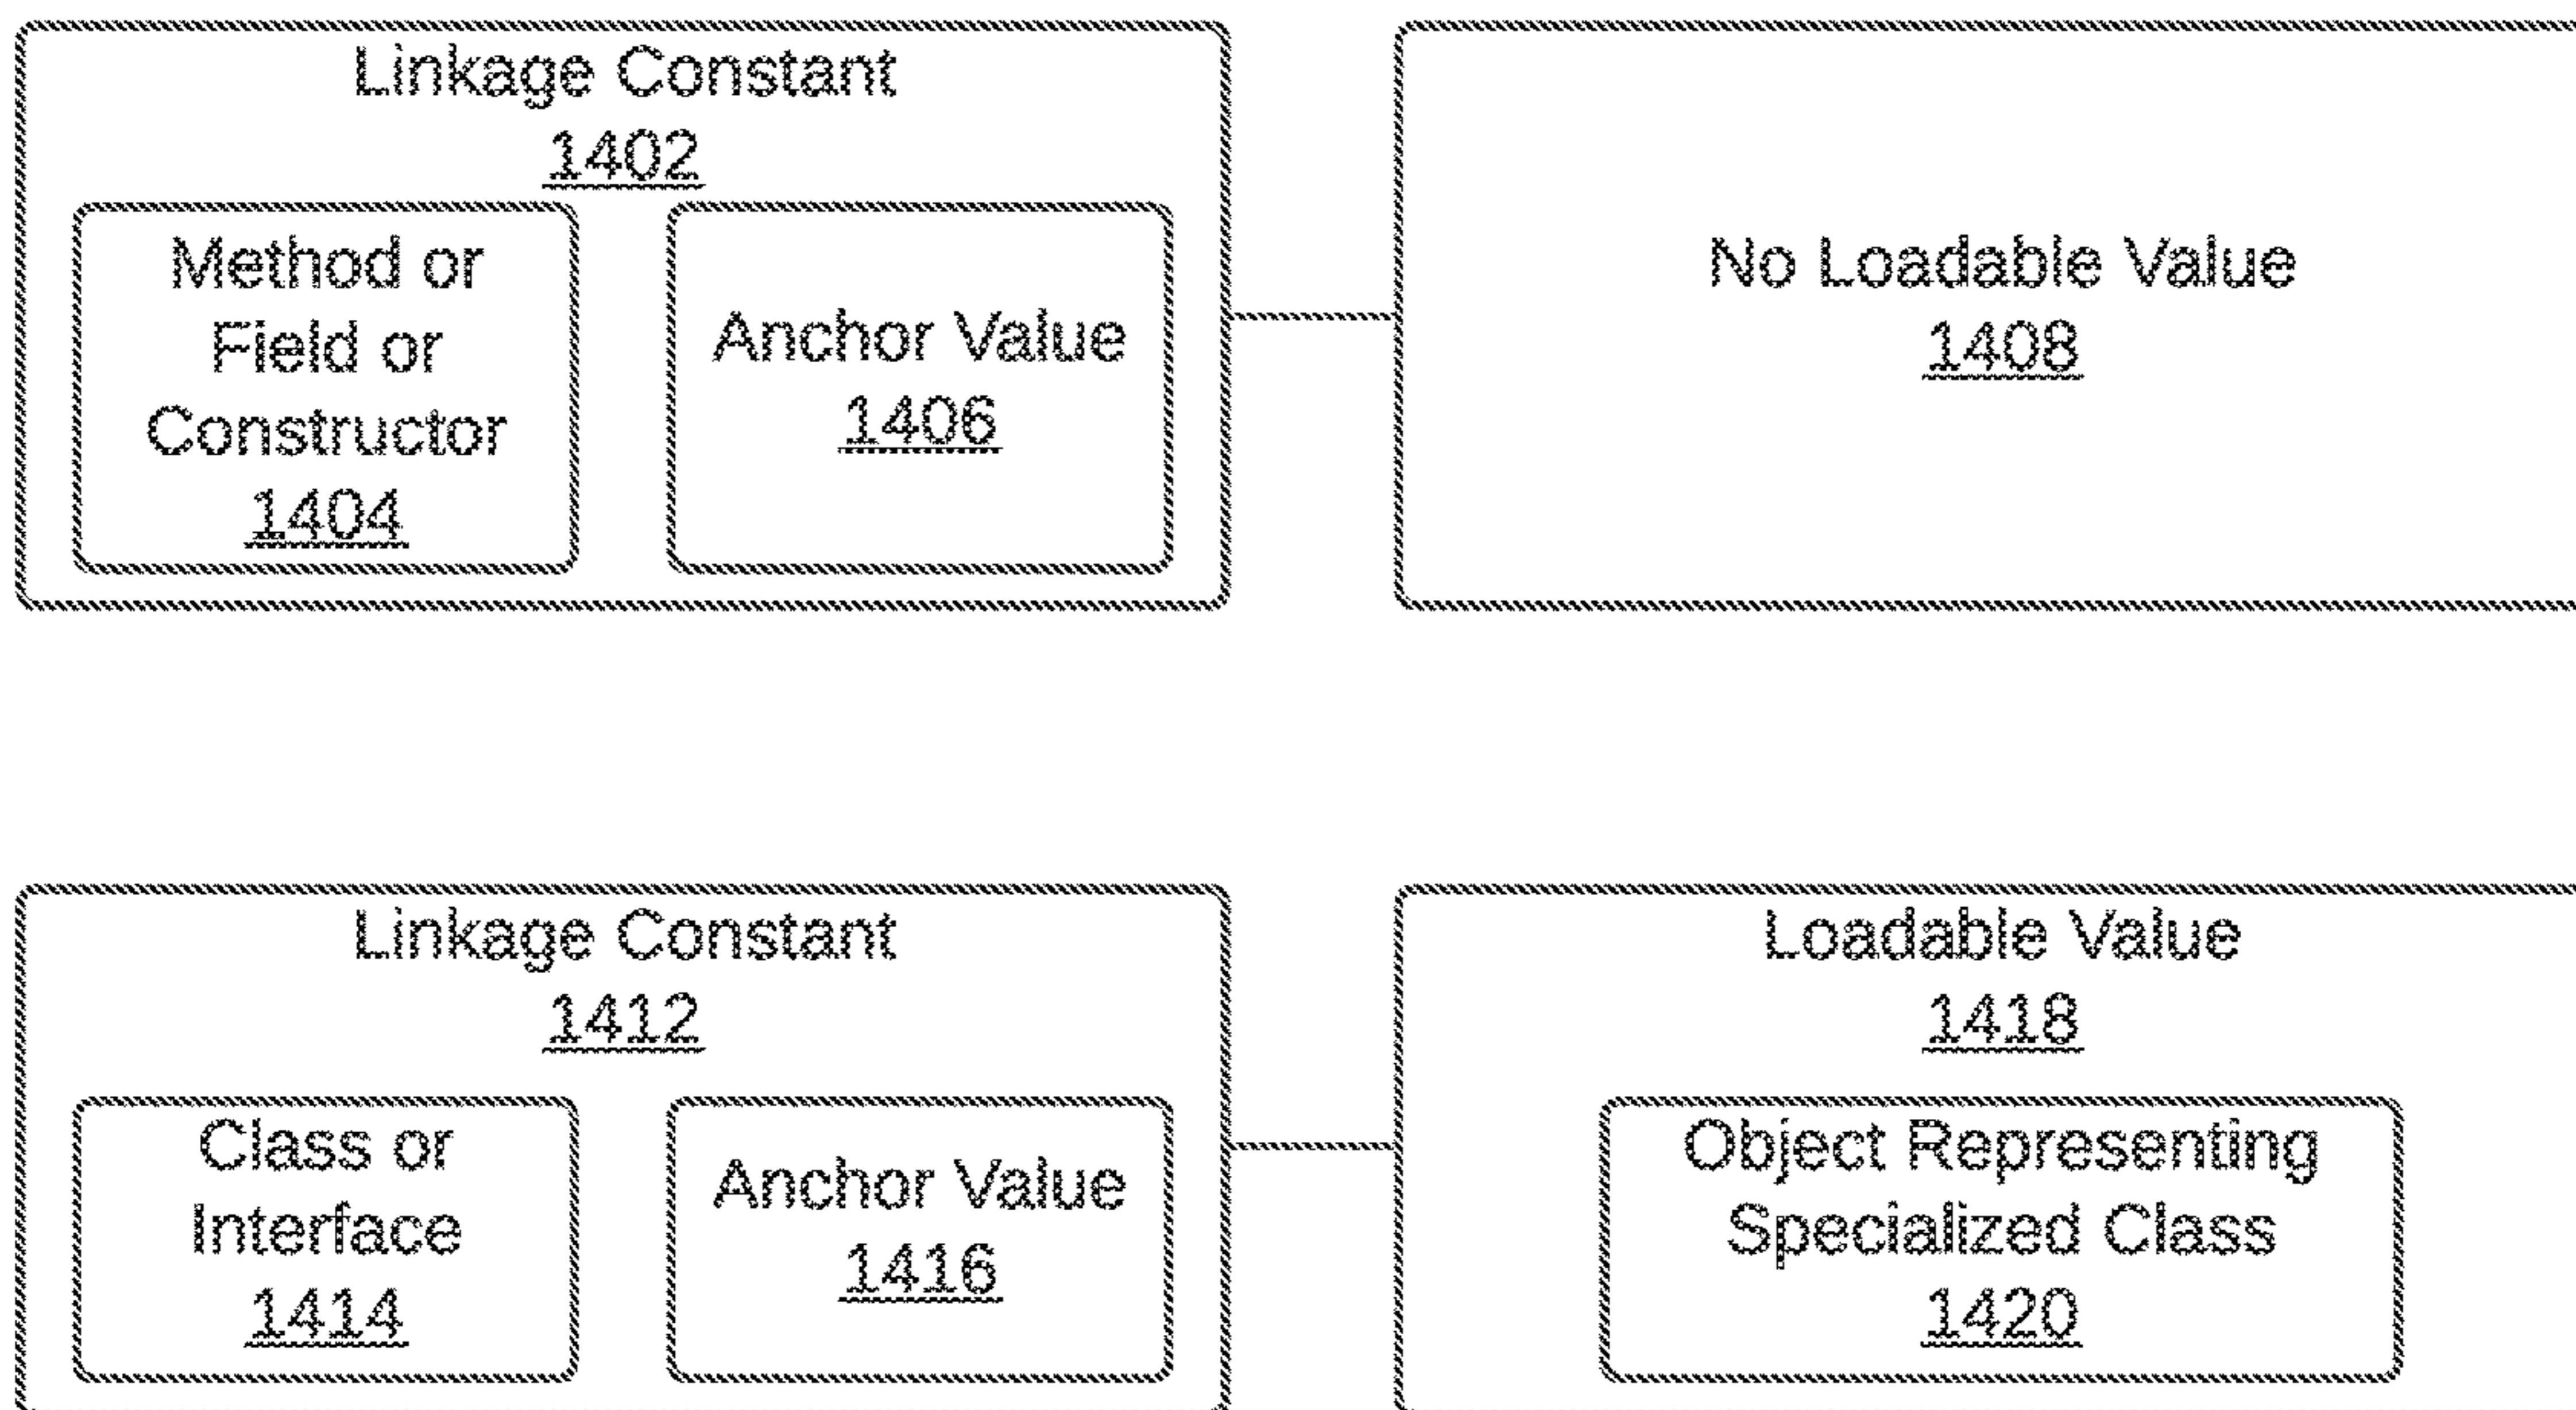 Linkage Constant
1402
Method or
Field or
Constructor
1404
Anchor Value
1406
No Loadable Value
1408
Linkage Constant
1412
Class or
Interface
1414
Anchor Value
1416
Loadable Value
1418
Object Representing
Specialized Class
1420